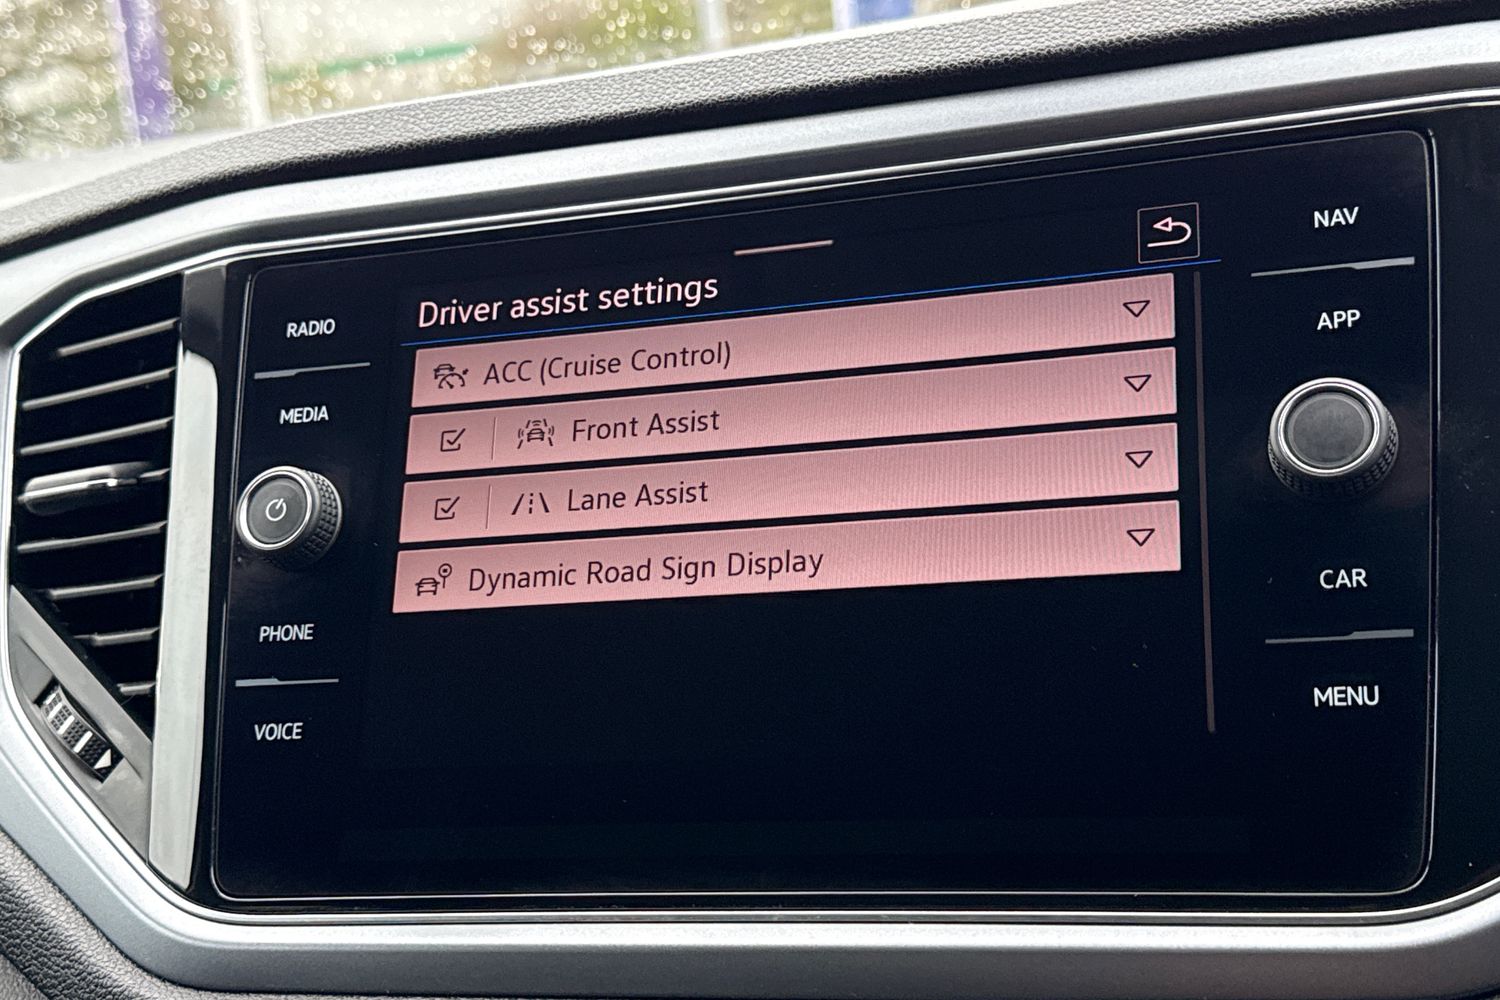 Driver assist settings
ACC (Cruise Control)
Front Assist
Lane Assist
Dynamic Road Sign Display
RADIO
MEDIA
PHONE
VOICE
NAV
APP
CAR
MENU